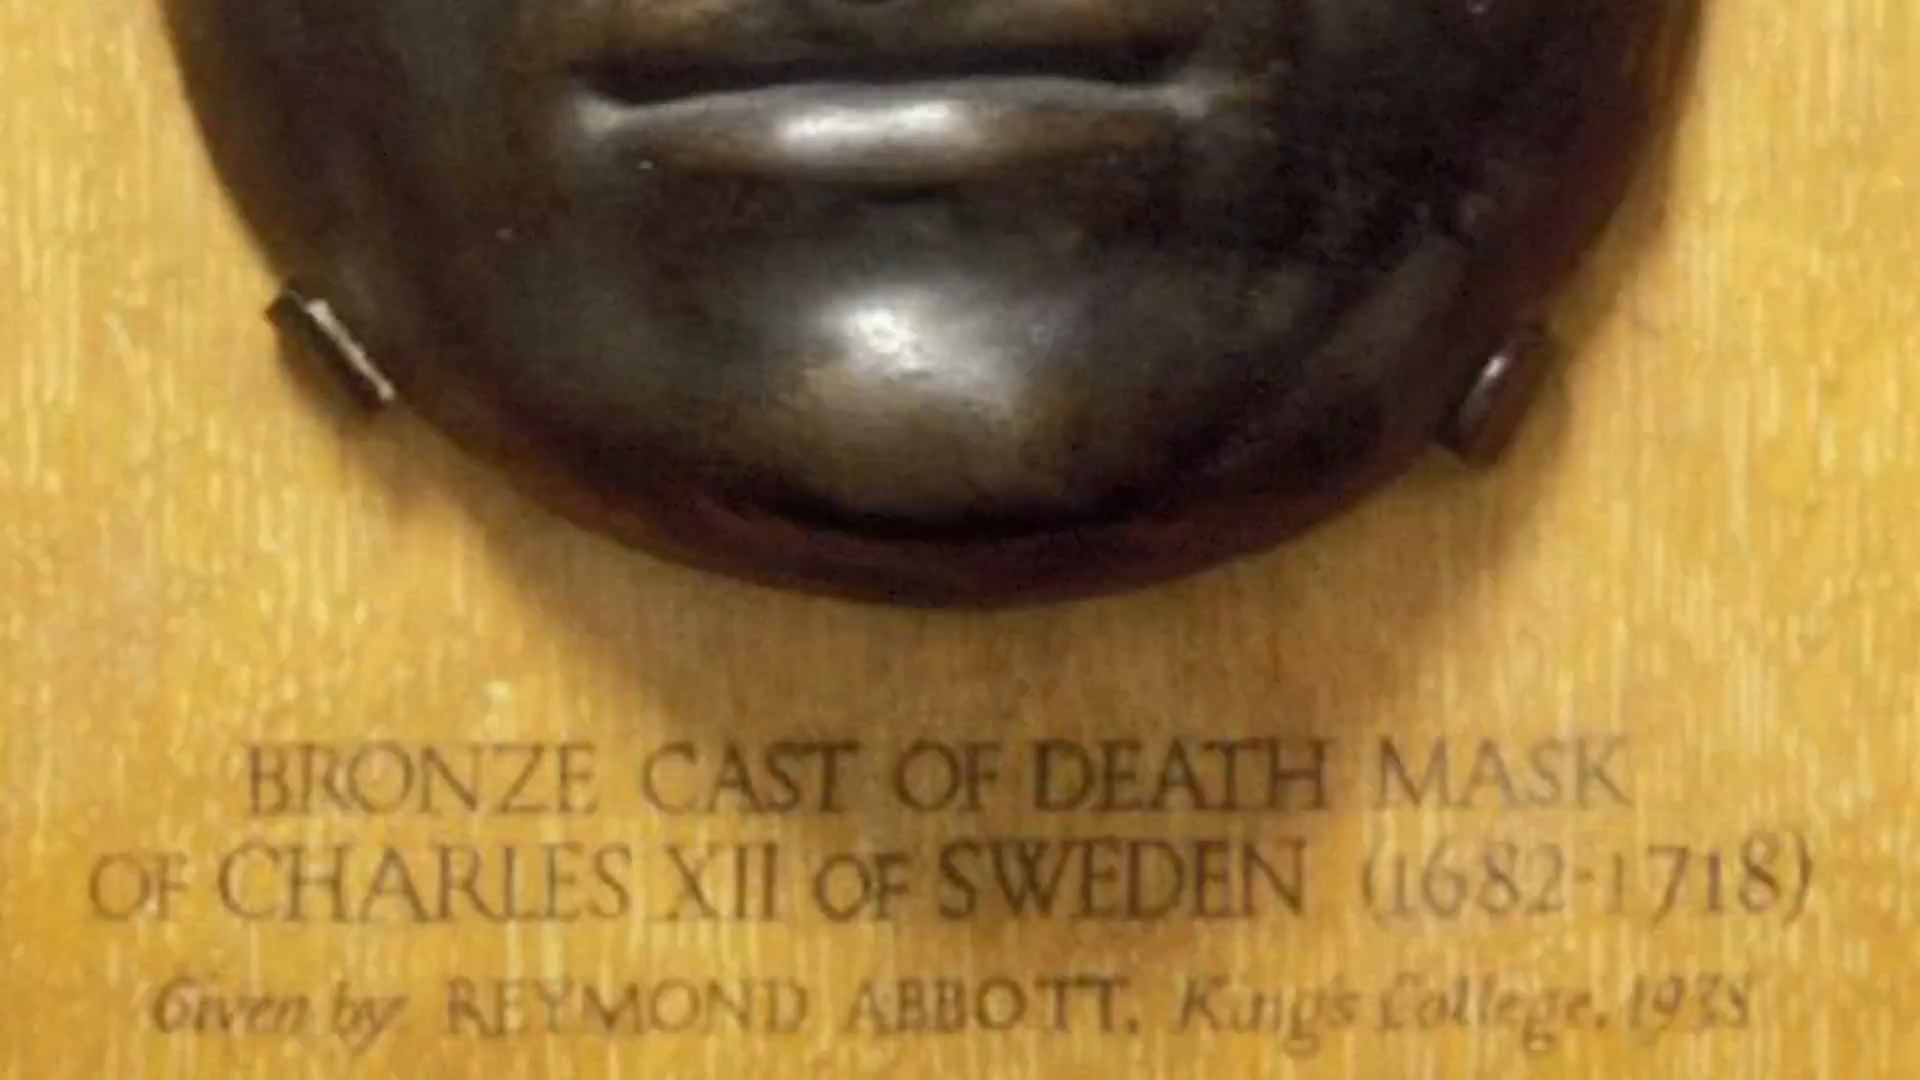 BRONZE CAST OF DEATH MASK
OF CHARLES XII OF SWEDEN (1682-1718)
Given by REYMOND ABBOTT, King's College,